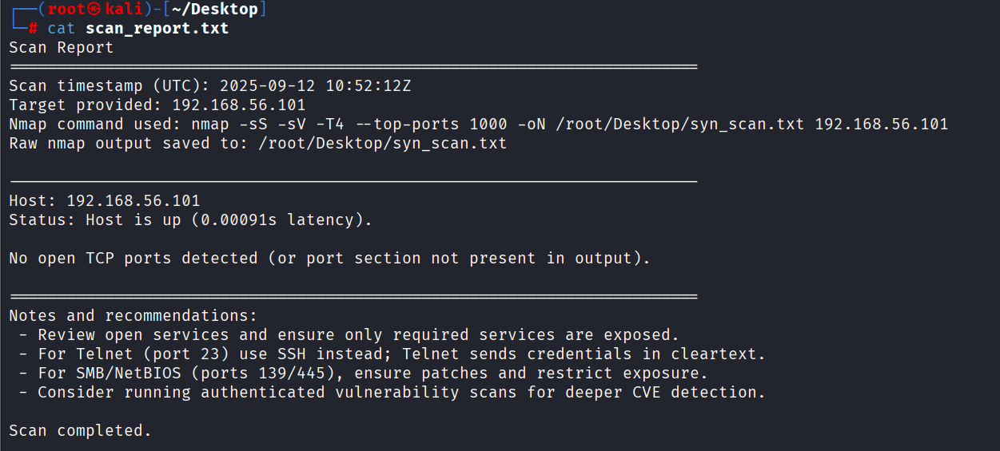 ┌──(root㉿kali)-[~/Desktop]
└─# cat scan_report.txt
Scan Report
========================================================================
Scan timestamp (UTC): 2025-09-12 10:52:12Z
Target provided: 192.168.56.101
Nmap command used: nmap -sS -sV -T4 --top-ports 1000 -oN /root/Desktop/syn_scan.txt 192.168.56.101
Raw nmap output saved to: /root/Desktop/syn_scan.txt
------------------------------------------------------------------------
Host: 192.168.56.101
Status: Host is up (0.00091s latency).
No open TCP ports detected (or port section not present in output).
========================================================================
Notes and recommendations:
 - Review open services and ensure only required services are exposed.
 - For Telnet (port 23) use SSH instead; Telnet sends credentials in cleartext.
 - For SMB/NetBIOS (ports 139/445), ensure patches and restrict exposure.
 - Consider running authenticated vulnerability scans for deeper CVE detection.
Scan completed.